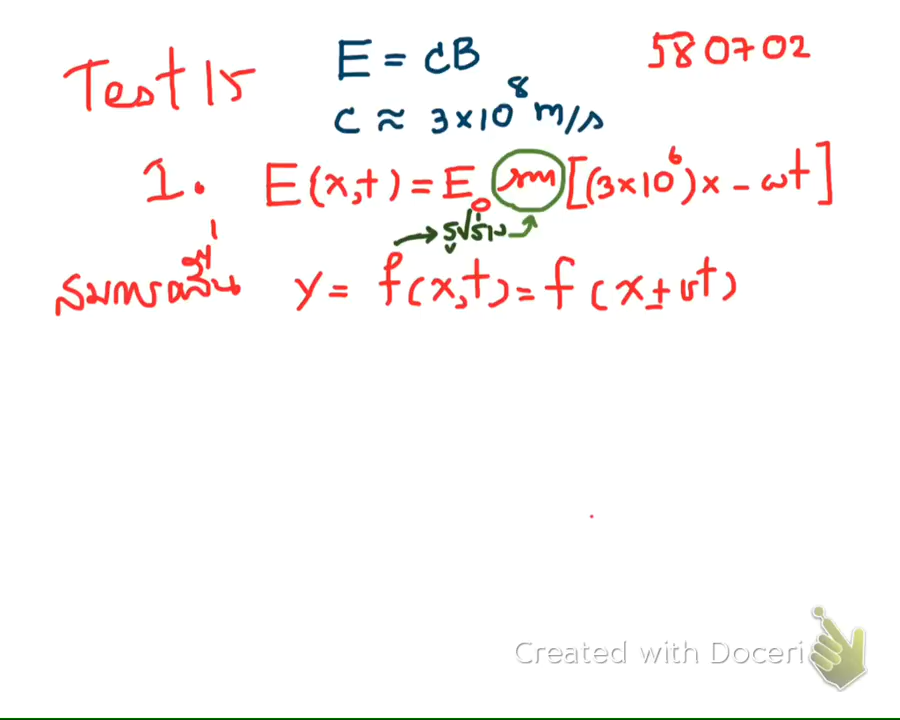 Test 15
E = cB
580702
c ≈ 3×10⁸ m/s
1. E(x,t) = E₀ sin [(3×10⁶)x - ωt]
→ รูปร่าง
สมการคลื่น y = f(x,t) = f(x ± vt)
Created with Doceri